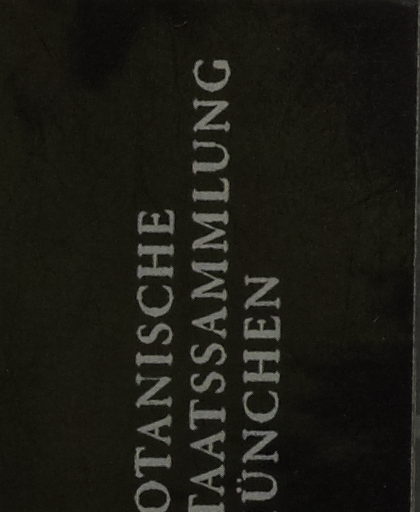 OTANISCHE
TAATSSAMMLUNG
ÜNCHEN